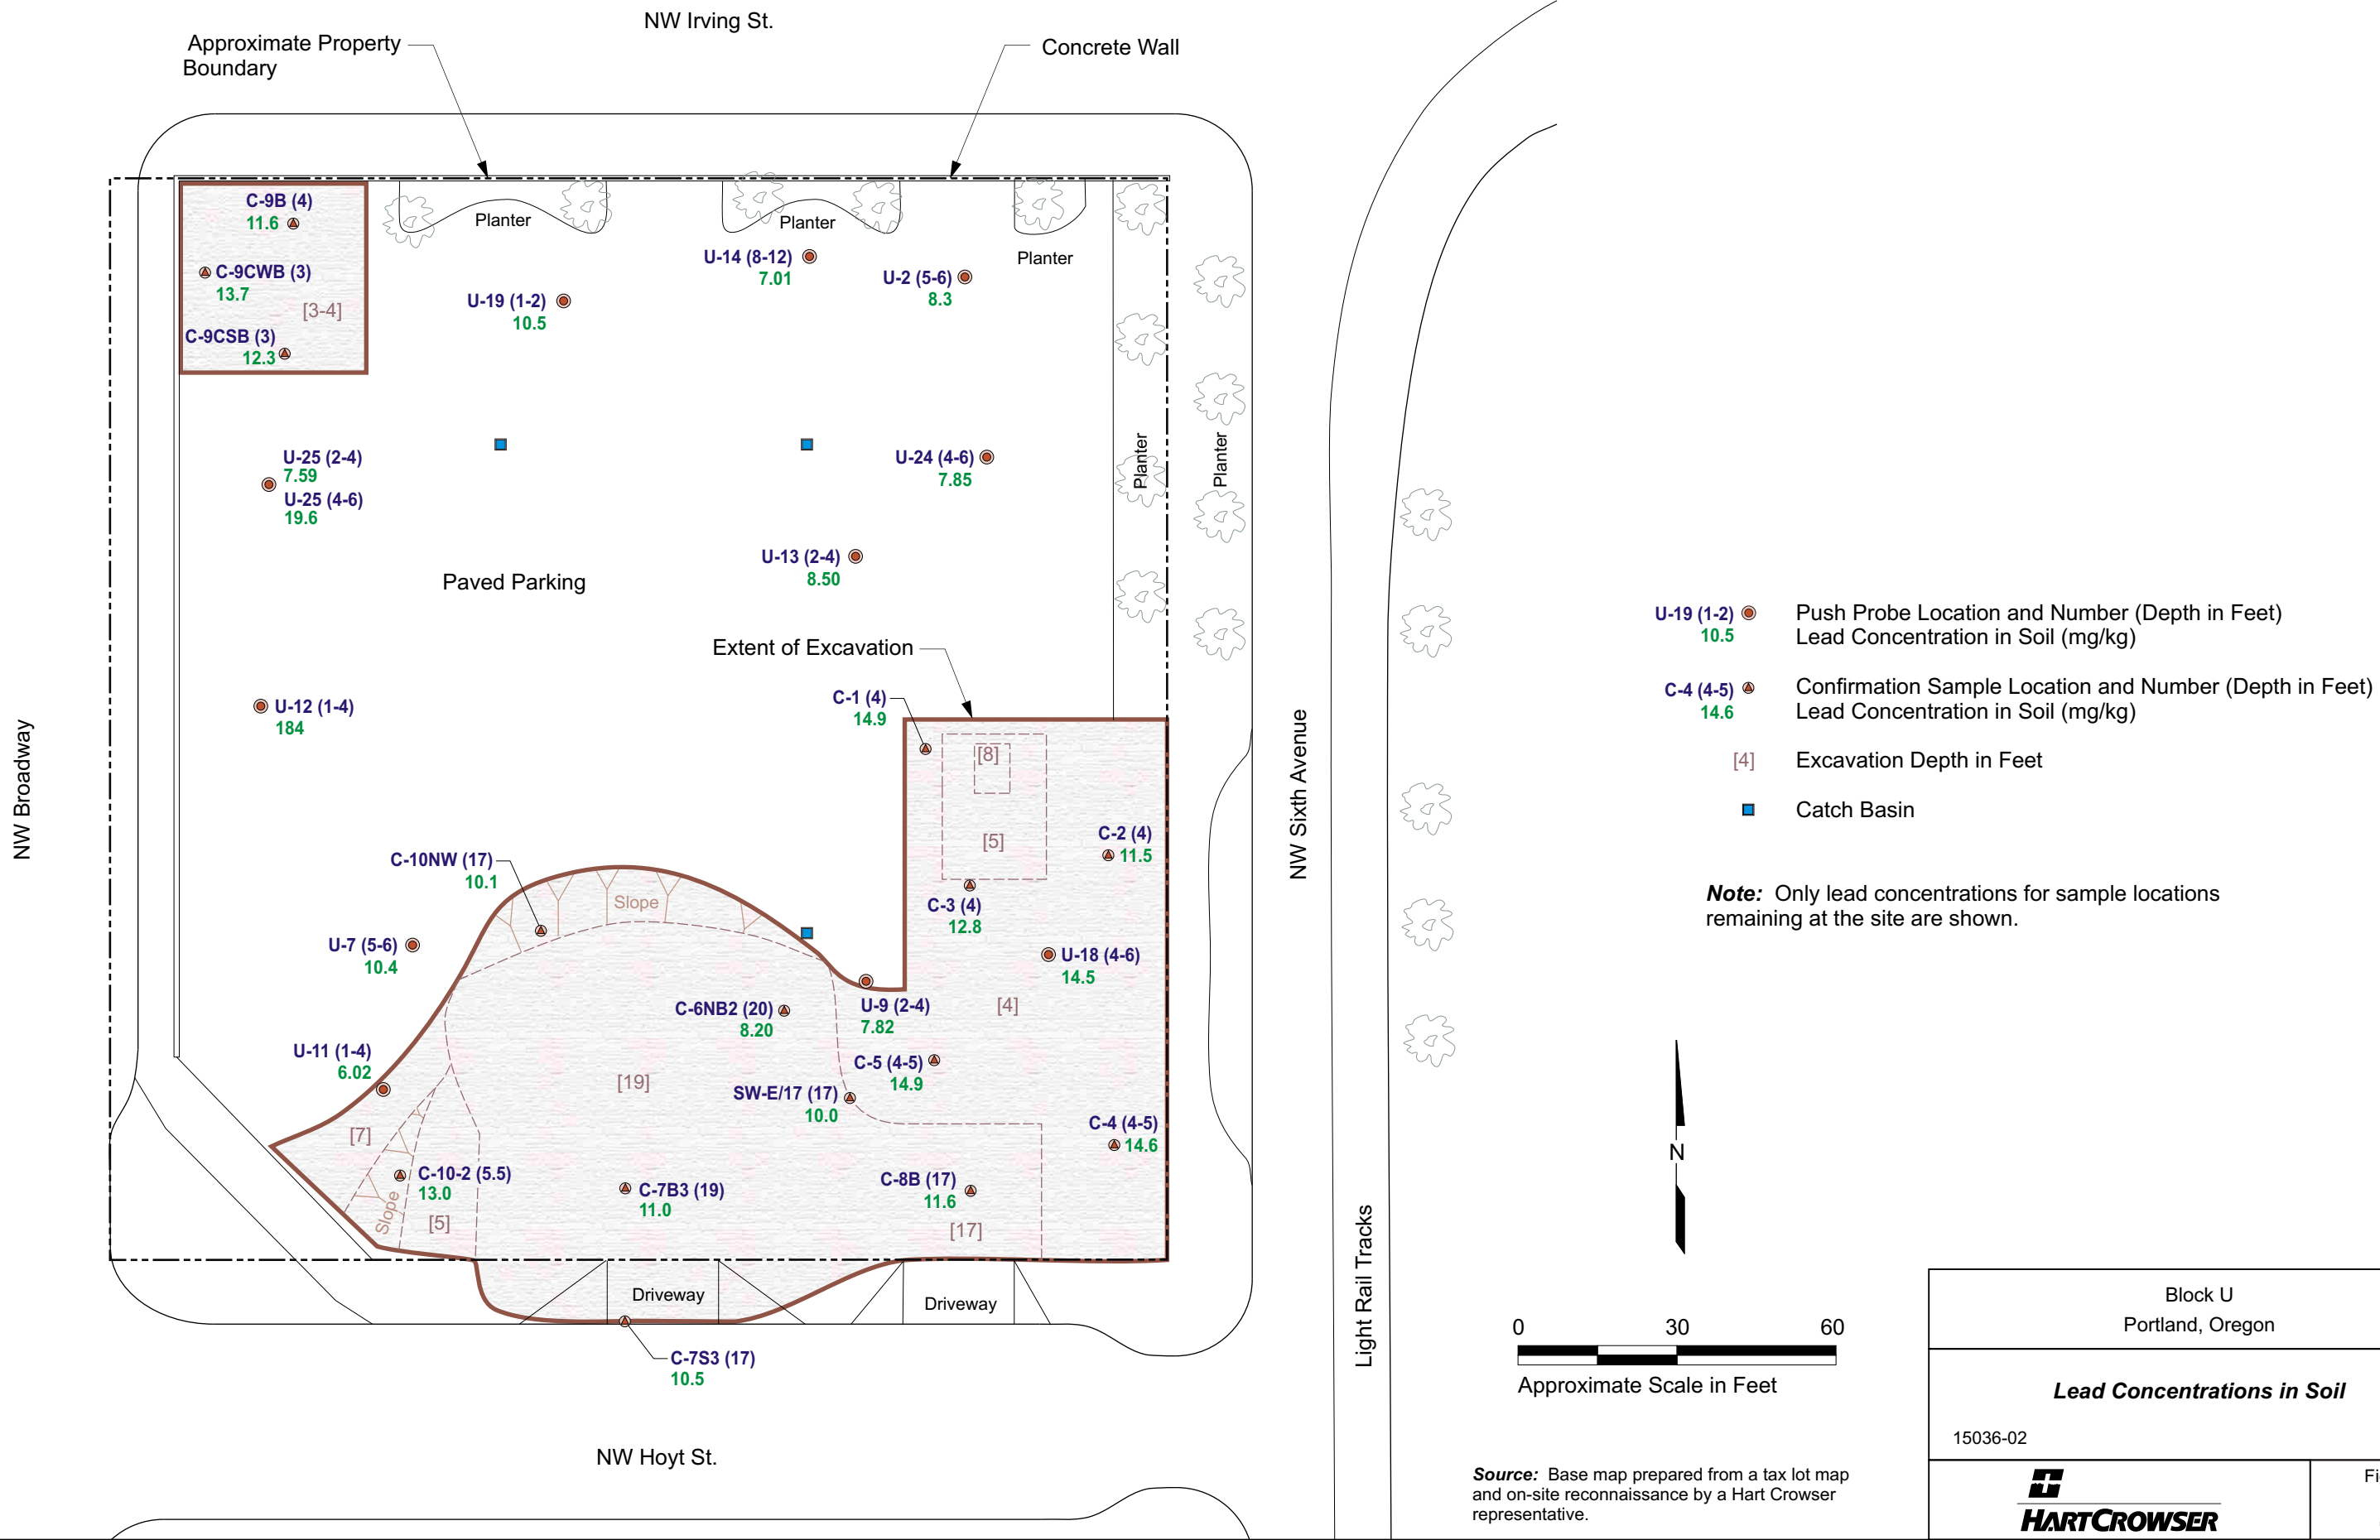 NW Irving St.
Approximate Property
Boundary
Concrete Wall
C-9B (4)
11.6
C-9CWB (3)
13.7
[3-4]
C-9CSB (3)
12.3
Planter
Planter
Planter
U-14 (8-12)
7.01
U-2 (5-6)
8.3
U-19 (1-2)
10.5
U-25 (2-4)
7.59
U-25 (4-6)
19.6
U-24 (4-6)
7.85
Planter
Planter
U-13 (2-4)
8.50
Paved Parking
Extent of Excavation
U-12 (1-4)
184
C-1 (4)
14.9
[8]
[5]
C-2 (4)
11.5
C-3 (4)
12.8
U-18 (4-6)
14.5
[4]
C-10NW (17)
10.1
Slope
U-7 (5-6)
10.4
C-6NB2 (20)
8.20
U-9 (2-4)
7.82
U-11 (1-4)
6.02
[19]
C-5 (4-5)
14.9
SW-E/17 (17)
10.0
C-4 (4-5)
14.6
[7]
C-10-2 (5.5)
13.0
Slope
[5]
C-7B3 (19)
11.0
C-8B (17)
11.6
[17]
Driveway
Driveway
C-7S3 (17)
10.5
NW Hoyt St.
NW Broadway
NW Sixth Avenue
Light Rail Tracks
U-19 (1-2)
10.5
Push Probe Location and Number (Depth in Feet)
Lead Concentration in Soil (mg/kg)
C-4 (4-5)
14.6
Confirmation Sample Location and Number (Depth in Feet)
Lead Concentration in Soil (mg/kg)
[4]
Excavation Depth in Feet
Catch Basin
Note: Only lead concentrations for sample locations
remaining at the site are shown.
N
0 30 60
Approximate Scale in Feet
Source: Base map prepared from a tax lot map
and on-site reconnaissance by a Hart Crowser
representative.
Block U
Portland, Oregon
Lead Concentrations in Soil
15036-02
HARTCROWSER